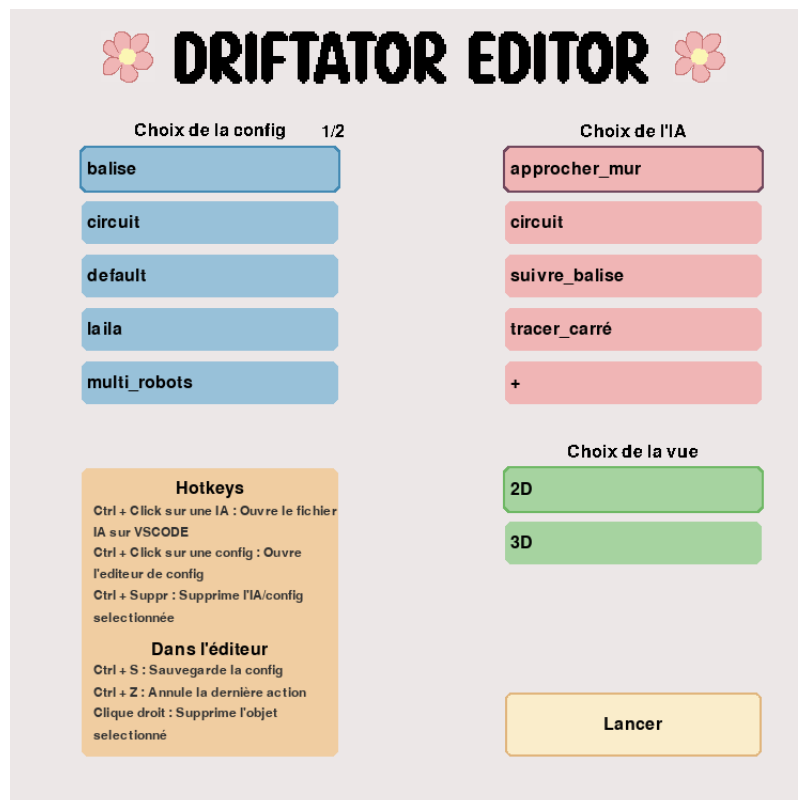 DRIFTATOR EDITOR
Choix de la config 1/2
balise
circuit
default
laila
multi_robots
Choix de l'IA
approcher_mur
circuit
suivre_balise
tracer_carré
+
Choix de la vue
2D
3D
Hotkeys
Ctrl + Click sur une IA : Ouvre le fichier
IA sur VSCODE
Ctrl + Click sur une config : Ouvre
l'editeur de config
Ctrl + Suppr : Supprime l'IA/config
selectionnée
Dans l'éditeur
Ctrl + S : Sauvegarde la config
Ctrl + Z : Annule la dernière action
Clique droit : Supprime l'objet
selectionné
Lancer